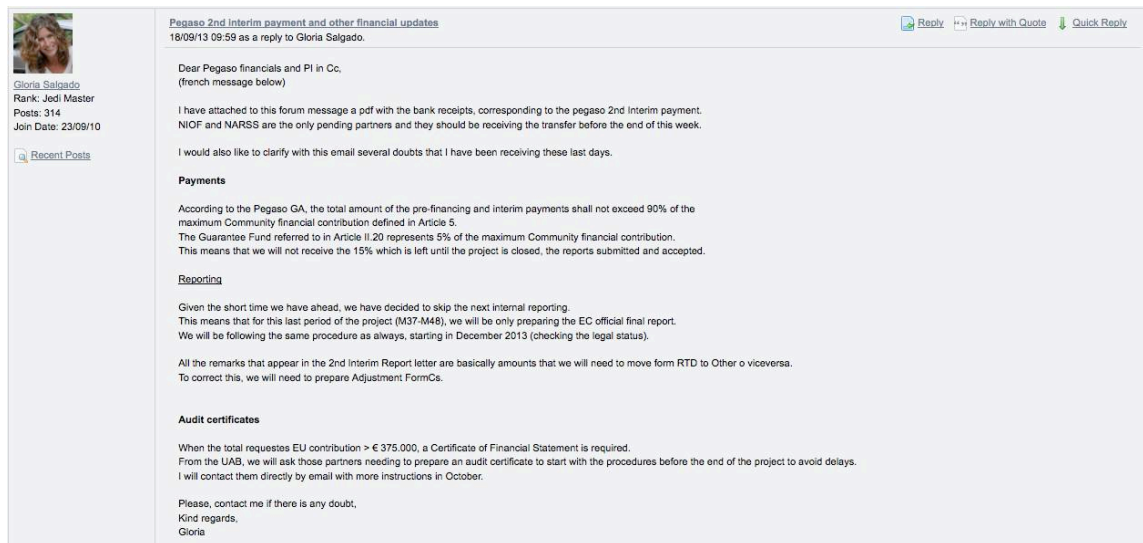 Pegaso 2nd interim payment and other financial updates
Reply Reply with Quote Quick Reply
18/09/13 09:59 as a reply to Gloria Salgado.
Gloria Salgado
Rank: Jedi Master
Posts: 314
Join Date: 23/09/10
Recent Posts
Dear Pegaso financials and PI in Cc,
(french message below)
I have attached to this forum message a pdf with the bank receipts, corresponding to the pegaso 2nd Interim payment.
NIOF and NARSS are the only pending partners and they should be receiving the transfer before the end of this week.
I would also like to clarify with this email several doubts that I have been receiving these last days.
Payments
According to the Pegaso GA, the total amount of the pre-financing and interim payments shall not exceed 90% of the
maximum Community financial contribution defined in Article 5.
The Guarantee Fund referred to in Article II.20 represents 5% of the maximum Community financial contribution.
This means that we will not receive the 15% which is left until the project is closed, the reports submitted and accepted.
Reporting
Given the short time we have ahead, we have decided to skip the next internal reporting.
This means that for this last period of the project (M37-M48), we will be only preparing the EC official final report.
We will be following the same procedure as always, starting in December 2013 (checking the legal status).
All the remarks that appear in the 2nd Interim Report letter are basically amounts that we will need to move form RTD to Other o viceversa.
To correct this, we will need to prepare Adjustment FormCs.
Audit certificates
When the total requestes EU contribution > € 375.000, a Certificate of Financial Statement is required.
From the UAB, we will ask those partners needing to prepare an audit certificate to start with the procedures before the end of the project to avoid delays.
I will contact them directly by email with more instructions in October.
Please, contact me if there is any doubt,
Kind regards,
Gloria